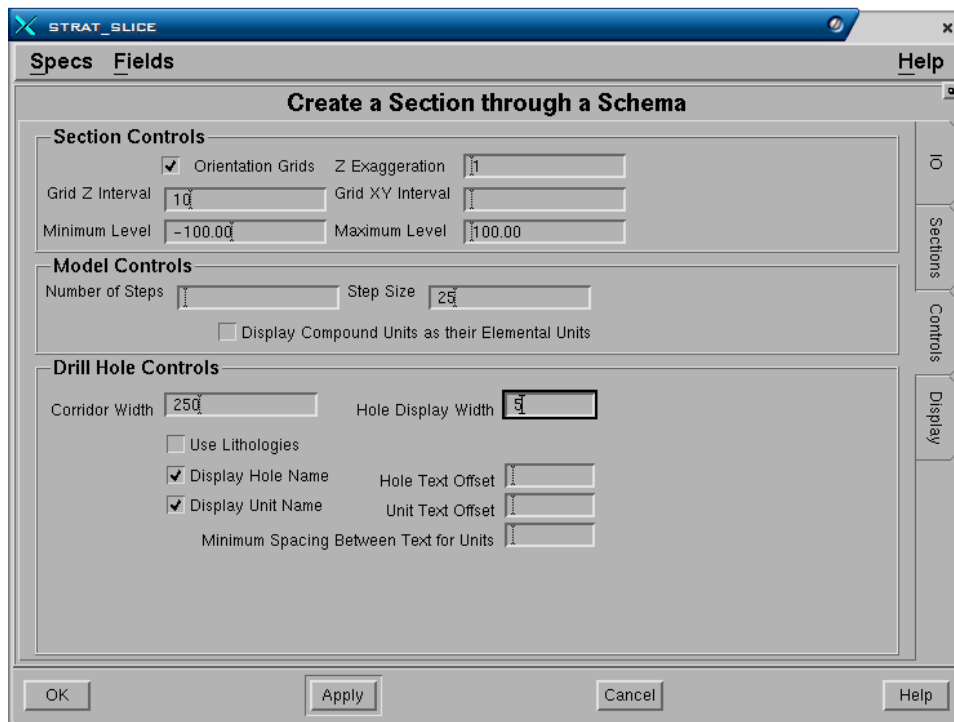 STRAT_SLICE
Specs Fields Help
Create a Section through a Schema
Section Controls
Orientation Grids Z Exaggeration 1
Grid Z Interval 10 Grid XY Interval
Minimum Level -100.00 Maximum Level 100.00
Model Controls
Number of Steps Step Size 25
Display Compound Units as their Elemental Units
Drill Hole Controls
Corridor Width 250 Hole Display Width 5
Use Lithologies
Display Hole Name Hole Text Offset
Display Unit Name Unit Text Offset
Minimum Spacing Between Text for Units
IO
Sections
Controls
Display
OK Apply Cancel Help